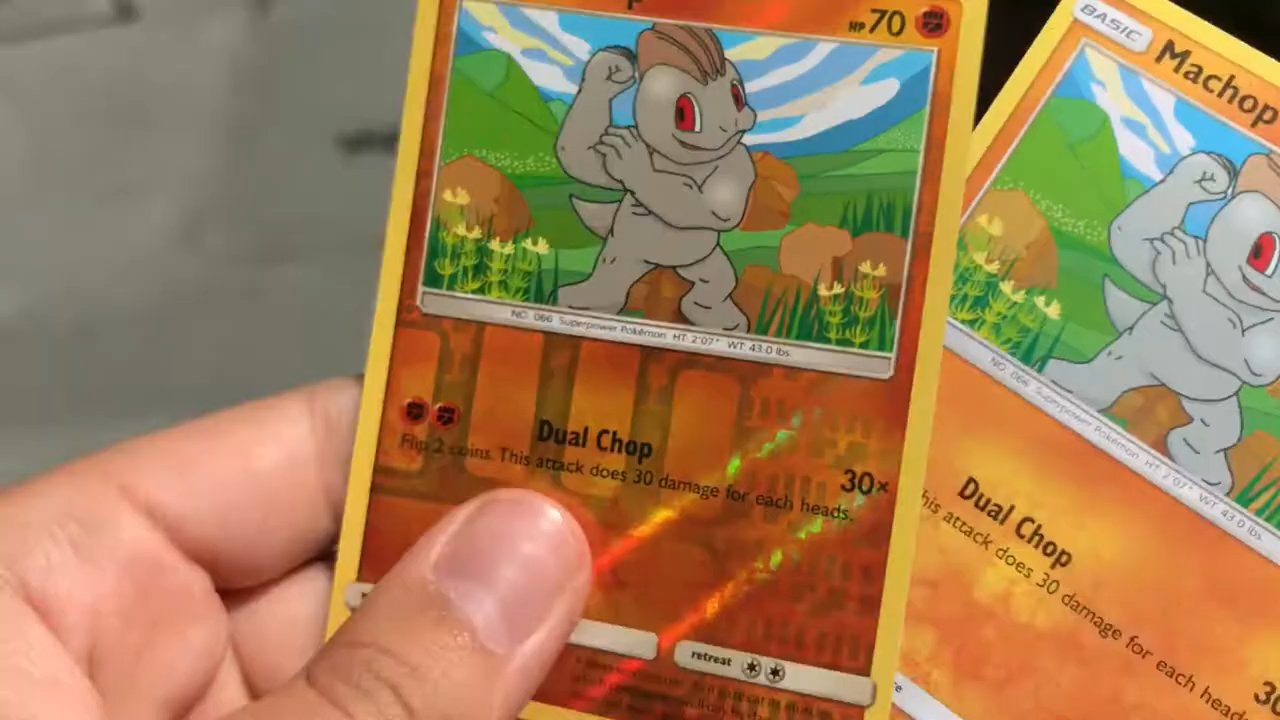 HP 70
NO. 066 Superpower Pokémon HT: 2'07" WT: 43.0 lbs.
Dual Chop
30×
Flip 2 coins. This attack does 30 damage for each heads.
retreat
BASIC
Machop
NO. 066 Superpower Pokémon HT: 2'07" WT: 43.0 lbs.
Dual Chop
30
his attack does 30 damage for each heads